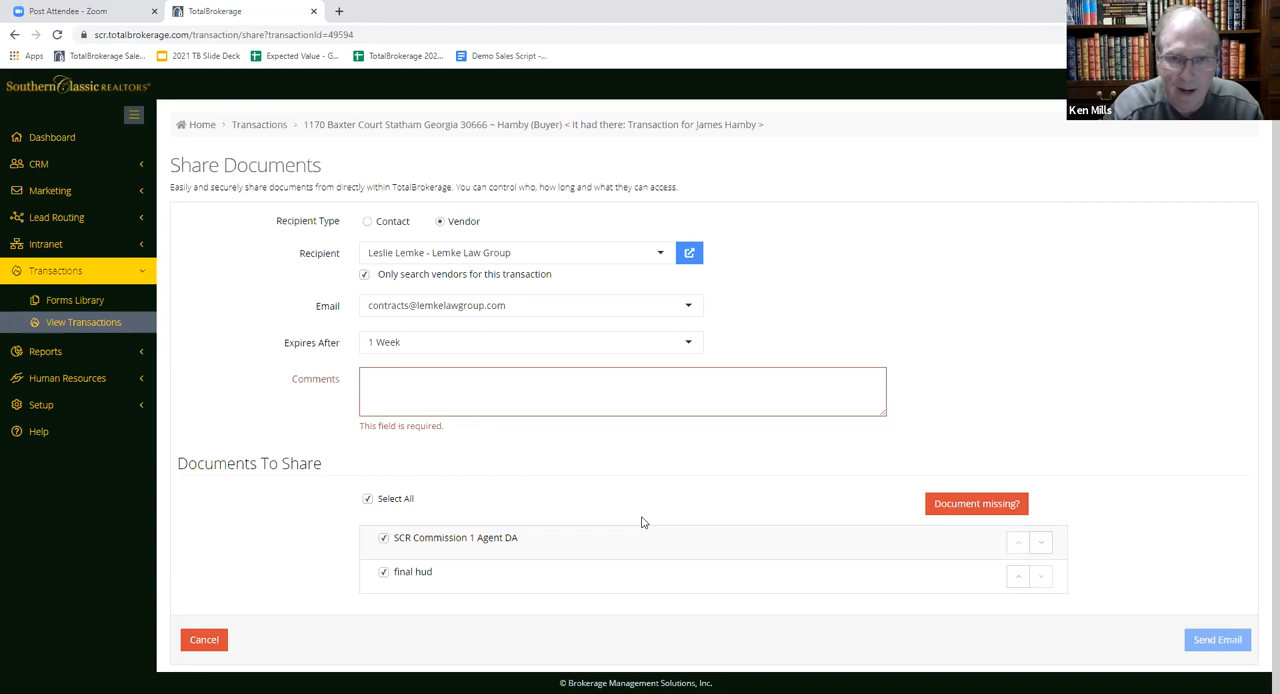 Post Attendee - Zoom
TotalBrokerage
scr.totalbrokerage.com/transaction/share?transactionId=49594
Apps
TotalBrokerage Sale...
2021 TB Slide Deck
Expected Value - G...
TotalBrokerage 202...
Demo Sales Script -...
Southern Classic REALTORS®
Ken Mills
Home > Transactions > 1170 Baxter Court Statham Georgia 30666 ~ Hamby (Buyer) < It had there: Transaction for James Hamby >
Dashboard
CRM
Marketing
Lead Routing
Intranet
Transactions
Forms Library
View Transactions
Reports
Human Resources
Setup
Help
Share Documents
Easily and securely share documents from directly within TotalBrokerage. You can control who, how long and what they can access.
Recipient Type
Contact
Vendor
Recipient
Leslie Lemke - Lemke Law Group
Only search vendors for this transaction
Email
contracts@lemkelawgroup.com
Expires After
1 Week
Comments
This field is required.
Documents To Share
Select All
Document missing?
SCR Commission 1 Agent DA
final hud
Cancel
Send Email
© Brokerage Management Solutions, Inc.